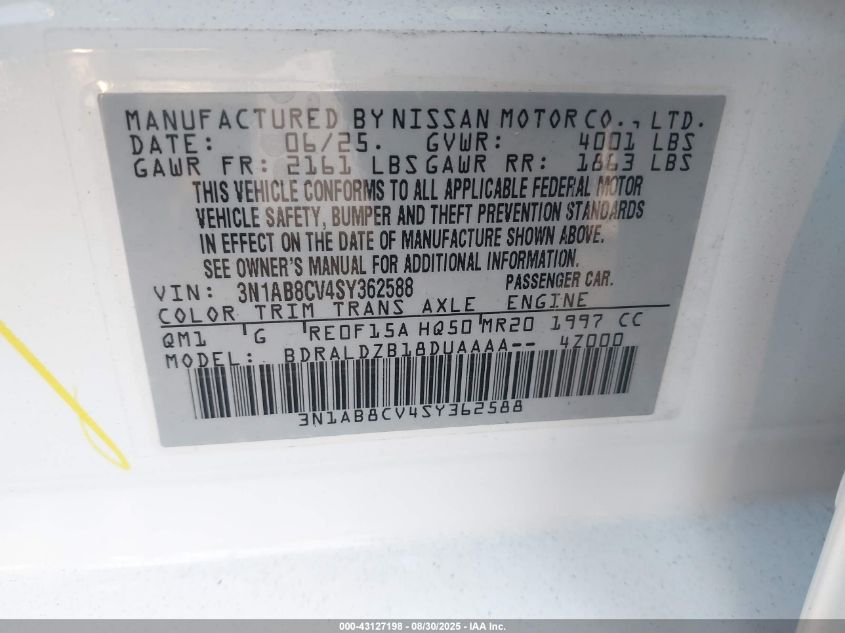 MANUFACTURED BY NISSAN MOTOR CO., LTD.
DATE: 06/25. GVWR: 4001 LBS
GAWR FR: 2161 LBS GAWR RR: 1863 LBS
THIS VEHICLE CONFORMS TO ALL APPLICABLE FEDERAL MOTOR
VEHICLE SAFETY, BUMPER AND THEFT PREVENTION STANDARDS
IN EFFECT ON THE DATE OF MANUFACTURE SHOWN ABOVE.
SEE OWNER'S MANUAL FOR ADDITIONAL INFORMATION.
VIN: 3N1AB8CV4SY362588 PASSENGER CAR.
COLOR TRIM TRANS AXLE ENGINE
QM1 G RE0F15A HQ50 MR20 1997 CC
MODEL: BDRALDZB18DUAAAA-- 4Z000
3N1AB8CV4SY362588
000-43127198 - 08/30/2025 - IAA Inc.